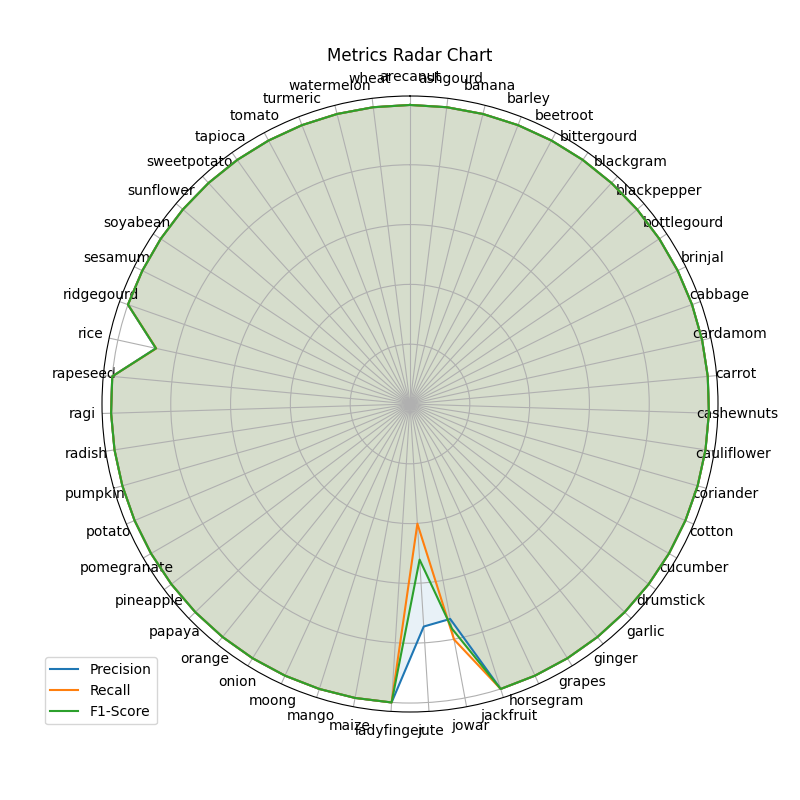 Metrics Radar Chart
arecanut
ashgourd
banana
barley
beetroot
bittergourd
blackgram
blackpepper
bottlegourd
brinjal
cabbage
cardamom
carrot
cashewnuts
cauliflower
coriander
cotton
cucumber
drumstick
garlic
ginger
grapes
horsegram
jackfruit
jowar
jute
ladyfinger
maize
mango
moong
onion
orange
papaya
pineapple
pomegranate
potato
pumpkin
radish
ragi
rapeseed
rice
ridgegourd
sesamum
soyabean
sunflower
sweetpotato
tapioca
tomato
turmeric
watermelon
wheat
Precision
Recall
F1-Score